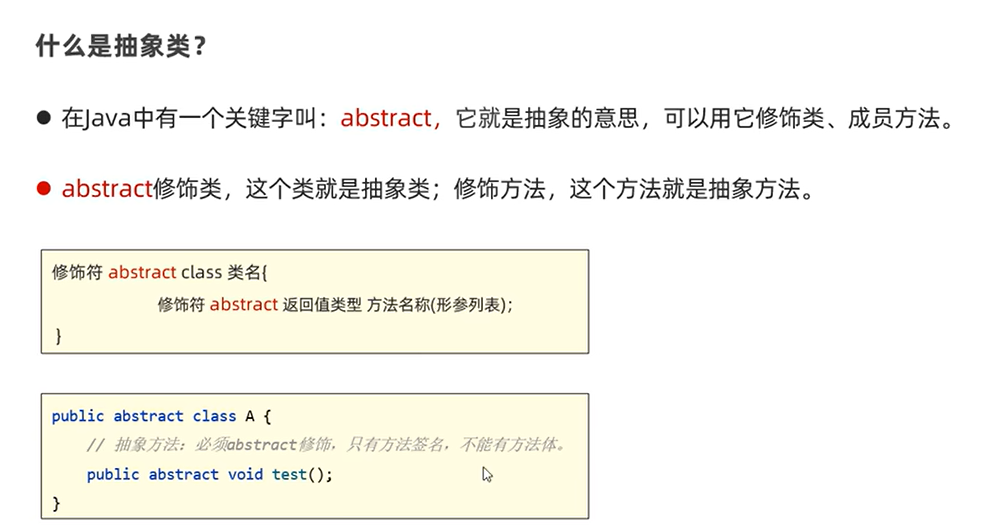 什么是抽象类?
● 在Java中有一个关键字叫：abstract，它就是抽象的意思，可以用它修饰类、成员方法。
● abstract修饰类，这个类就是抽象类；修饰方法，这个方法就是抽象方法。
修饰符 abstract class 类名{
修饰符 abstract 返回值类型 方法名称(形参列表);
}
public abstract class A {
// 抽象方法：必须abstract修饰，只有方法签名，不能有方法体。
public abstract void test();
}